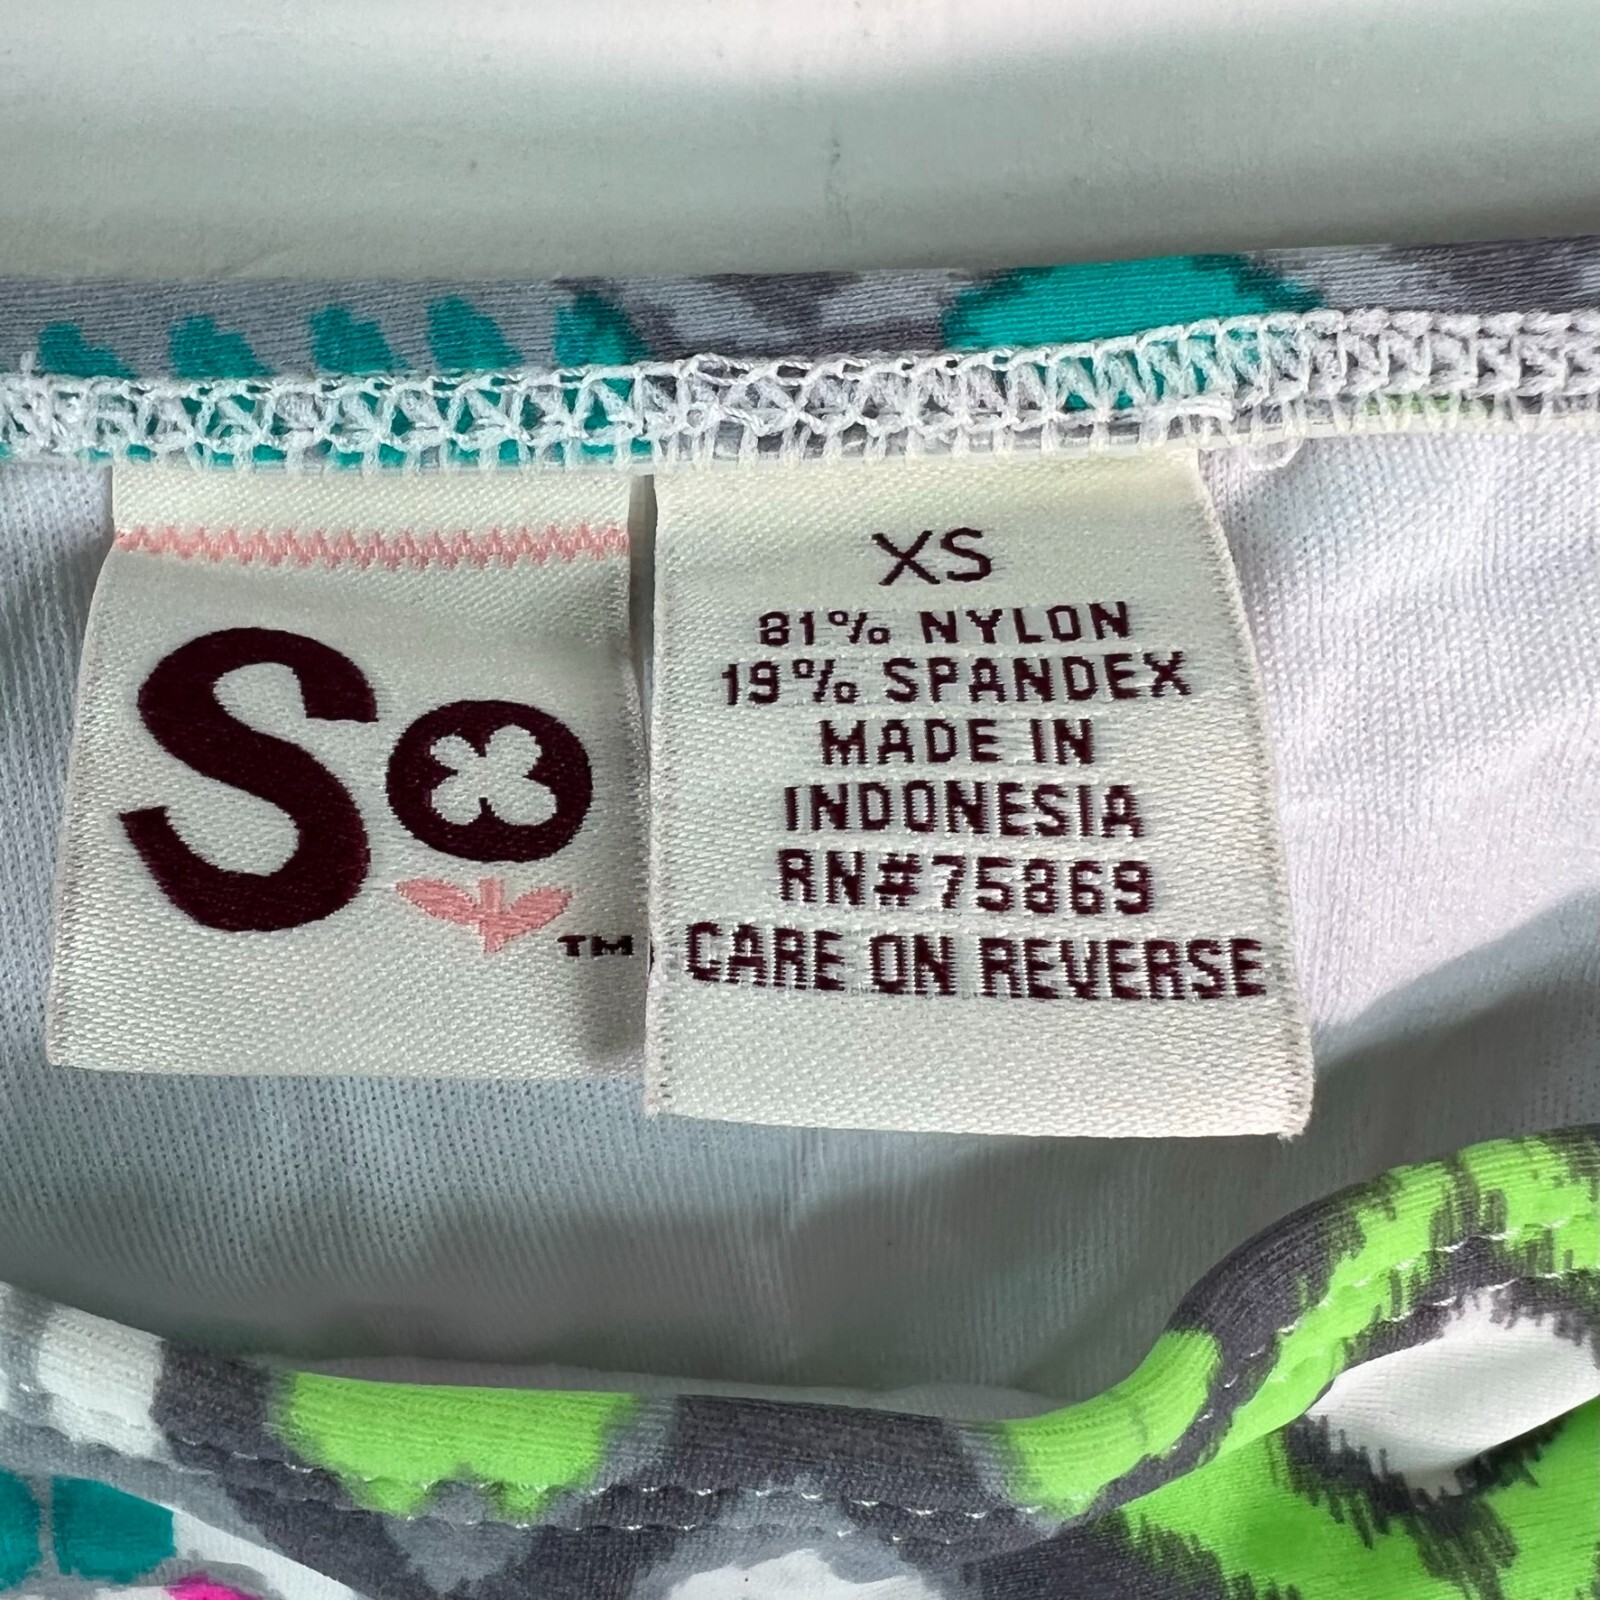 So
TM
XS
81% NYLON
19% SPANDEX
MADE IN
INDONESIA
RN#75869
CARE ON REVERSE